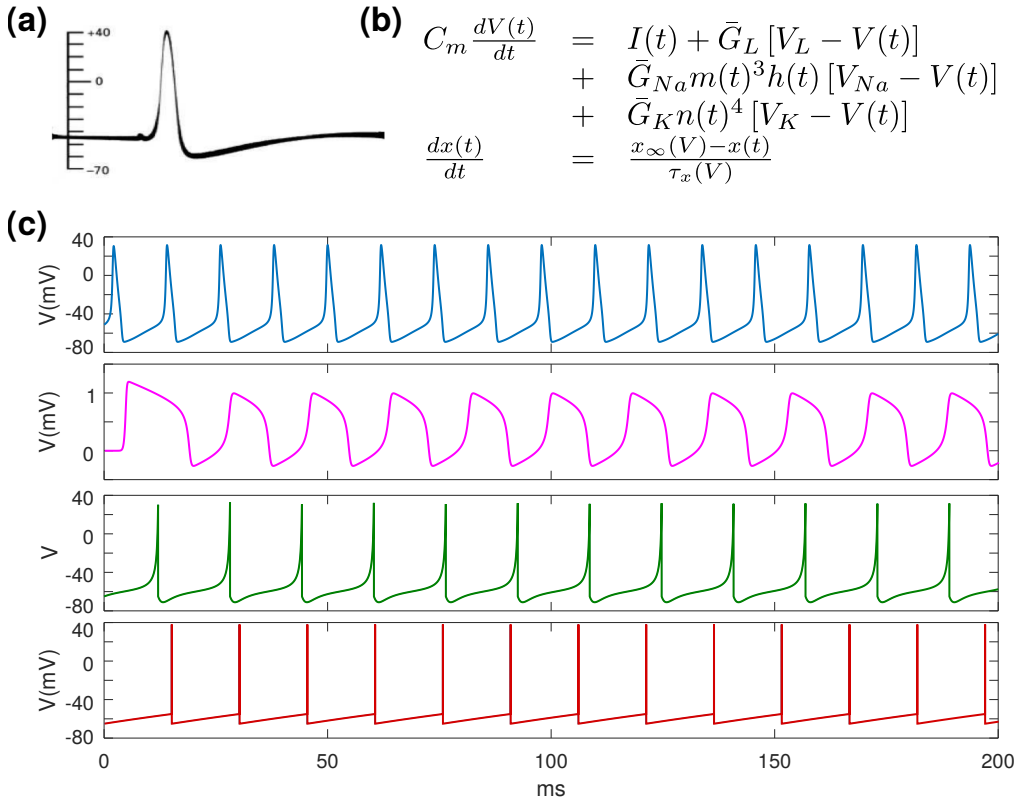 (a)
+40
0
-70
(b)
C_m dV(t)/dt = I(t) + Ḡ_L [V_L − V(t)]
+ Ḡ_Na m(t)³h(t) [V_Na − V(t)]
+ Ḡ_K n(t)⁴ [V_K − V(t)]
dx(t)/dt = x_∞(V)−x(t)/τ_x(V)
(c)
V(mV)
40
0
-40
-80
V(mV)
1
0
V
40
0
-40
-80
V(mV)
40
0
-40
-80
0 50 100 150 200
ms